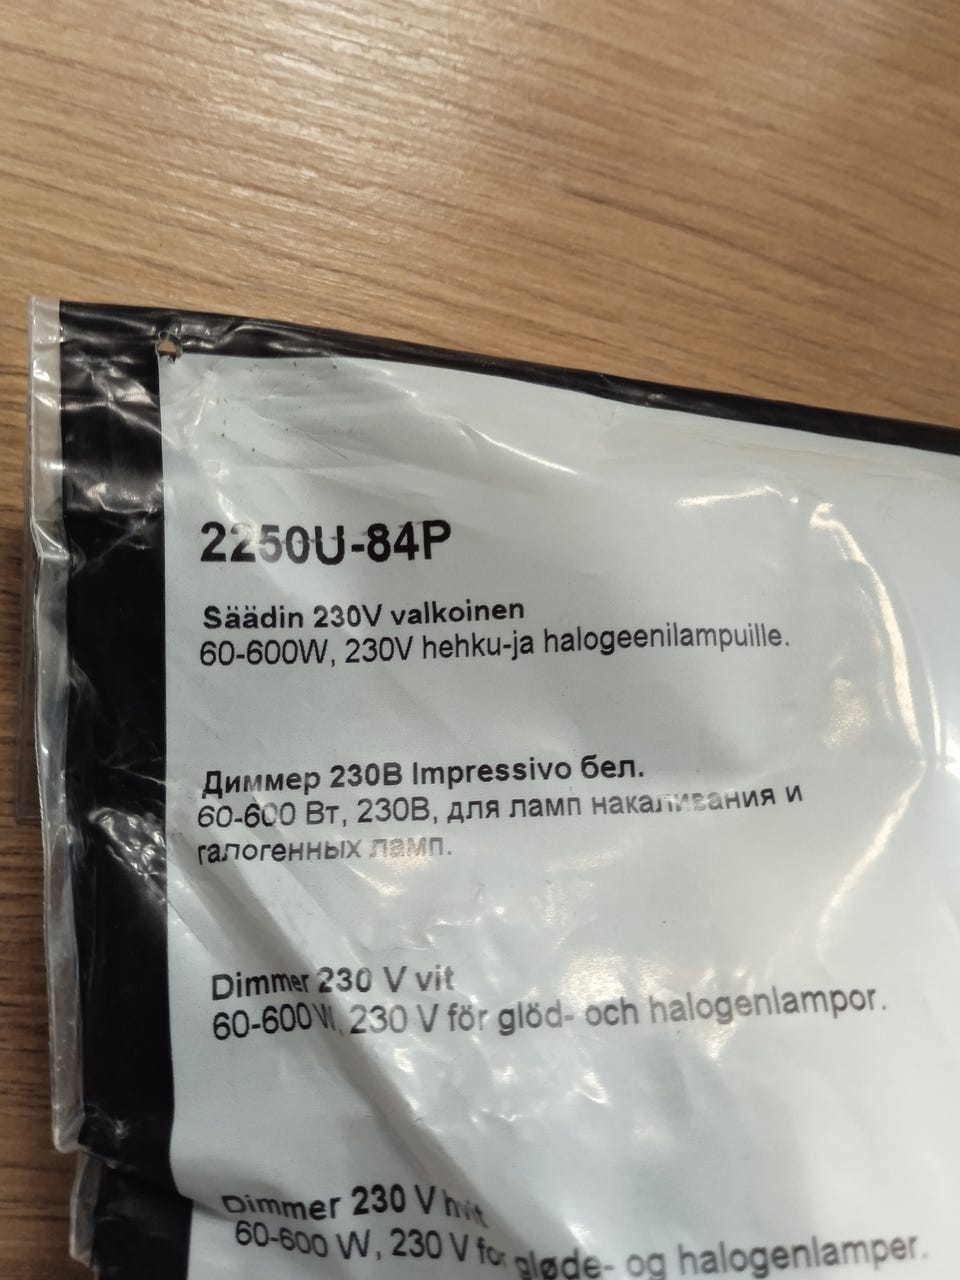 2250U-84P
Säädin 230V valkoinen
60-600W, 230V hehku-ja halogeenilampuille.
Диммер 230В Impressivo бел.
60-600 Вт, 230В, для ламп накаливания и
галогенных ламп.
Dimmer 230 V vit
60-600 W, 230 V för glöd- och halogenlampor.
Dimmer 230 V hvit
60-600 W, 230 V for gløde- og halogenlamper.